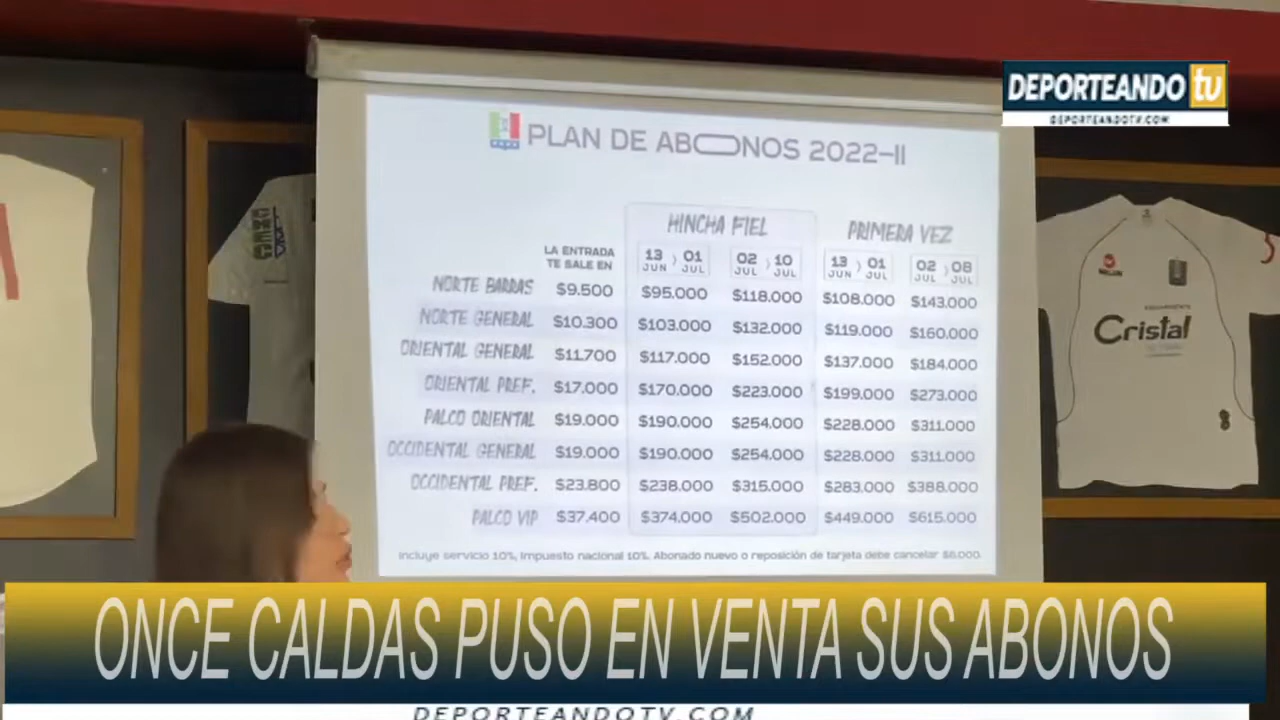 DEPORTEANDO tv
DEPORTEANDOTV.COM
PLAN DE ABONOS 2022-II
HINCHA FIEL PRIMERA VEZ
LA ENTRADA TE SALE EN 13 JUN 01 JUL 02 JUL 10 JUL 13 JUN 01 JUL 02 JUL 08 JUL
NORTE BARRAS $9.500 $95.000 $118.000 $108.000 $143.000
NORTE GENERAL $10.300 $103.000 $132.000 $119.000 $160.000
ORIENTAL GENERAL $11.700 $117.000 $152.000 $137.000 $184.000
ORIENTAL PREF. $17.000 $170.000 $223.000 $199.000 $273.000
PALCO ORIENTAL $19.000 $190.000 $254.000 $228.000 $311.000
OCCIDENTAL GENERAL $19.000 $190.000 $254.000 $228.000 $311.000
OCCIDENTAL PREF. $23.800 $238.000 $315.000 $283.000 $388.000
PALCO VIP $37.400 $374.000 $502.000 $449.000 $615.000
Incluye servicio 10%, Impuesto nacional 10%. Abonado nuevo o reposición de tarjeta debe cancelar
Cristal
ONCE CALDAS PUSO EN VENTA SUS ABONOS
DEPORTEANDOTV.COM